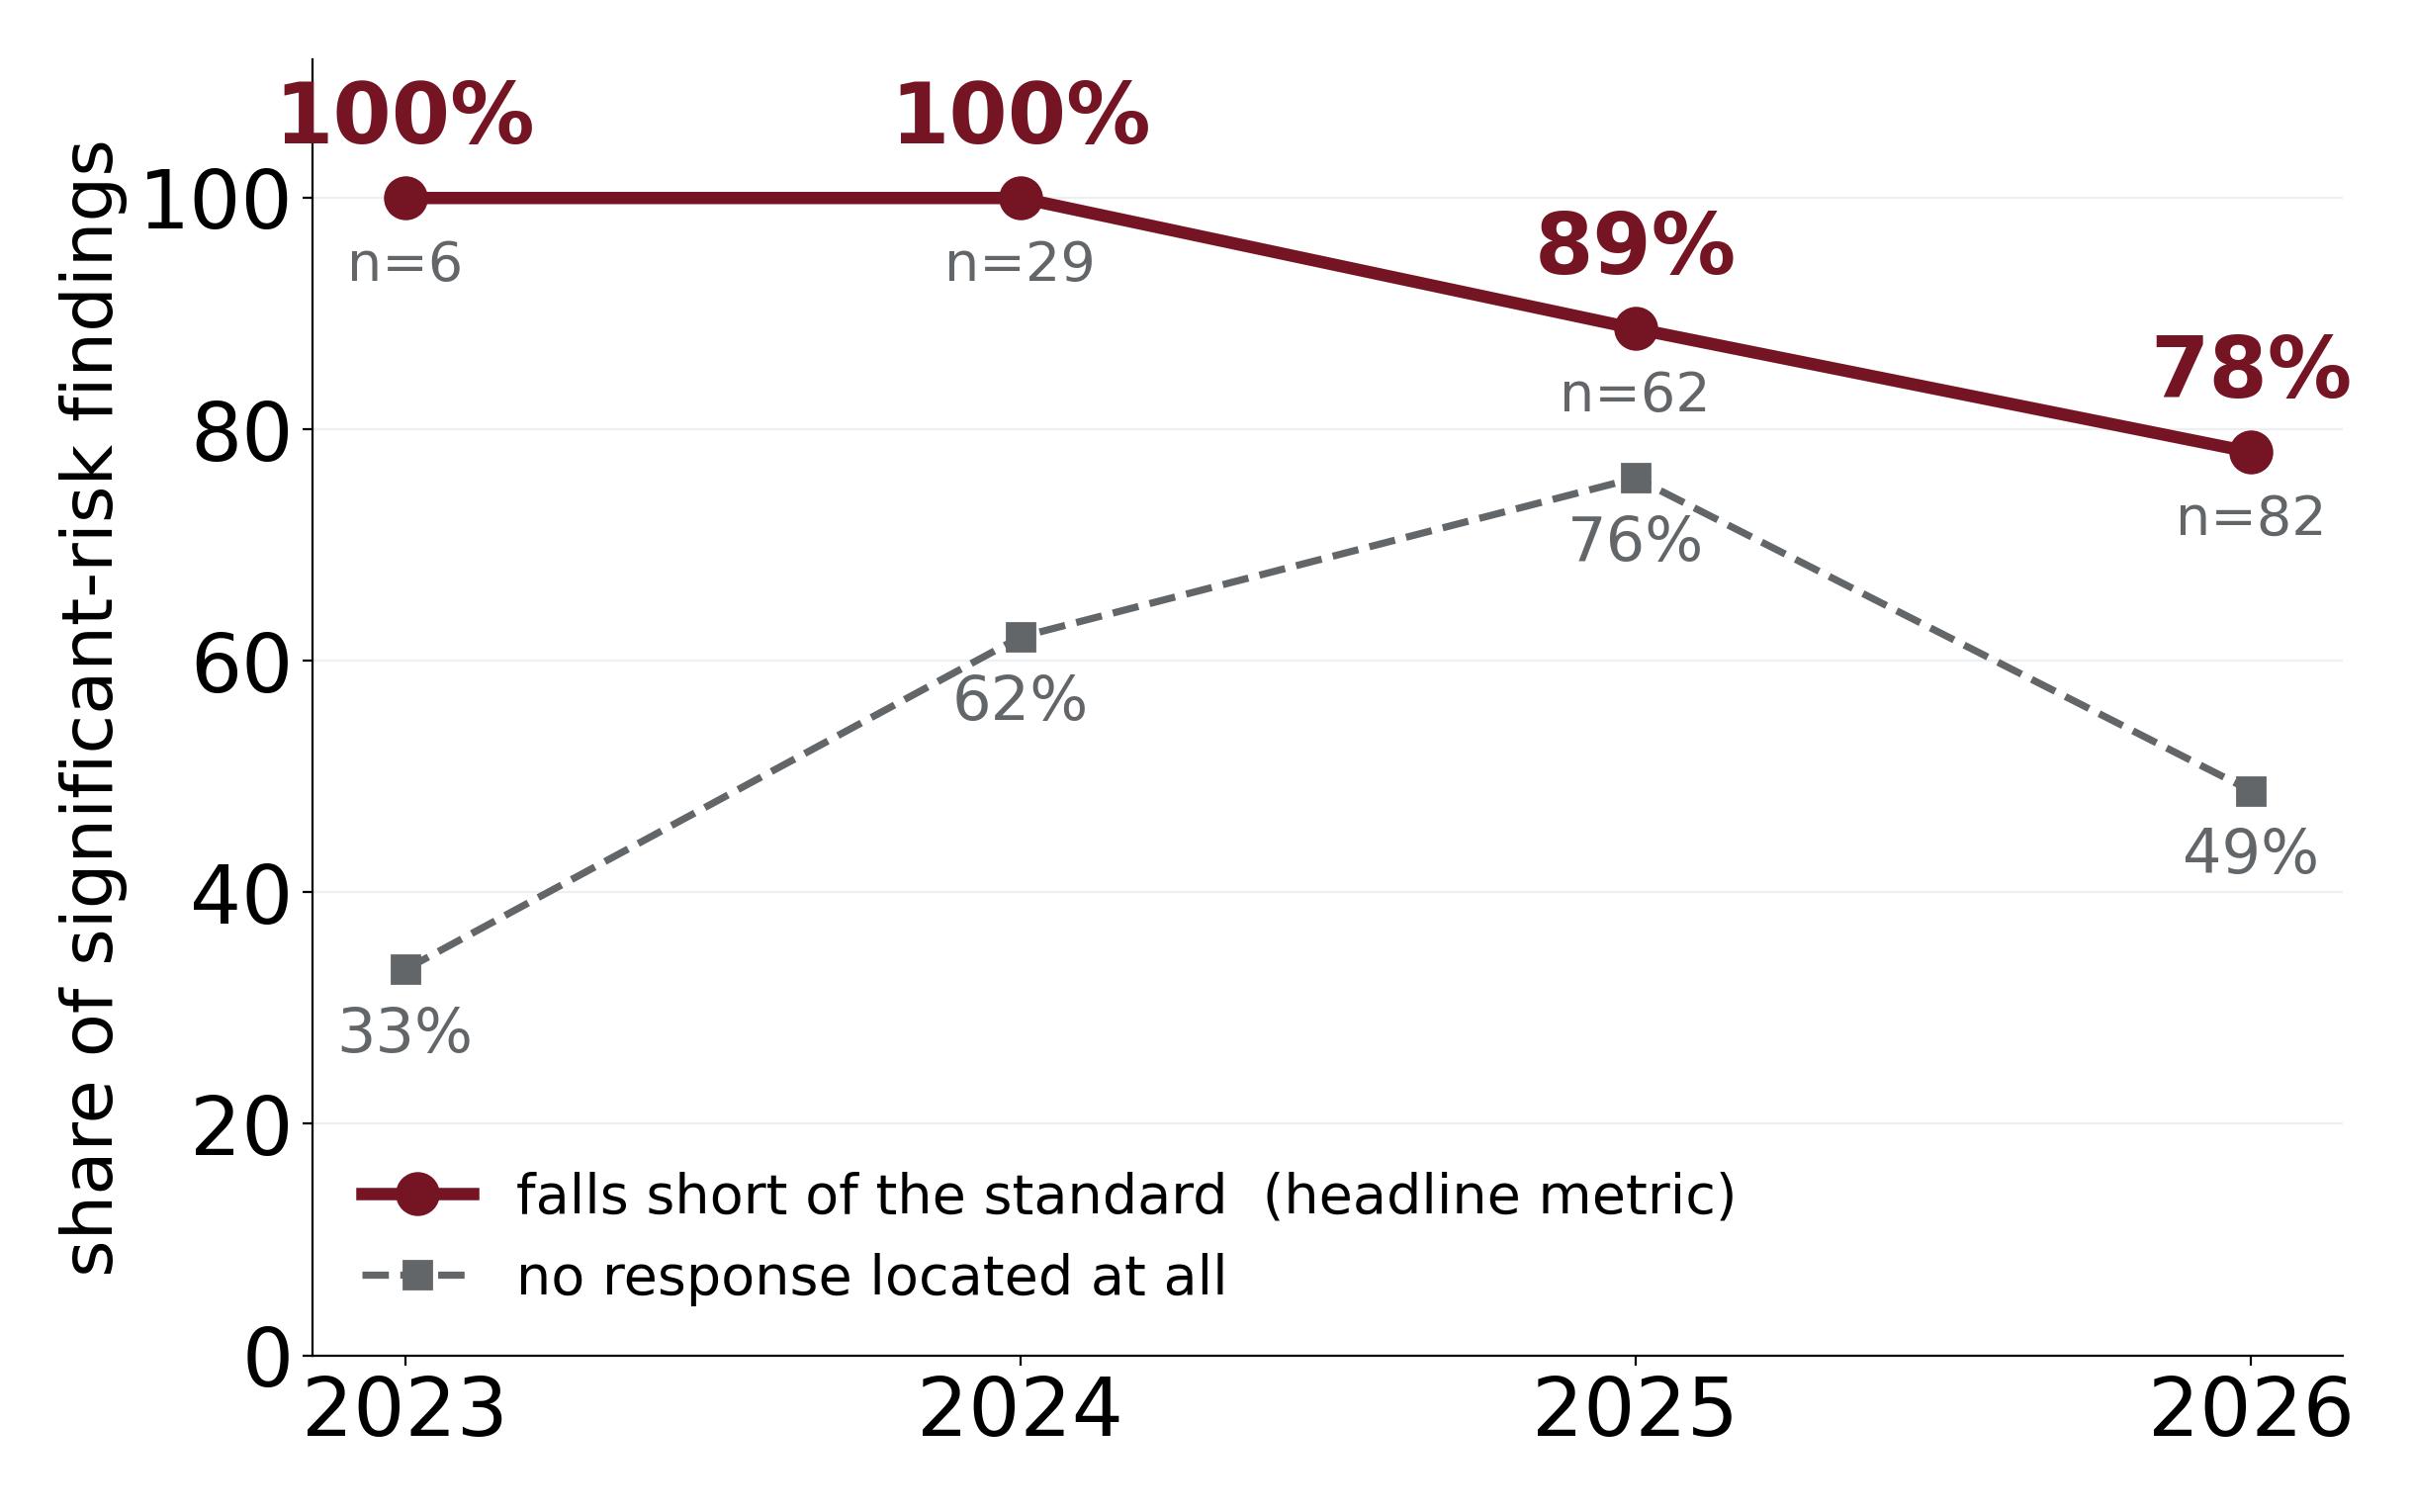 share of significant-risk findings
100
80
60
40
20
0
100%
100%
89%
78%
n=6
n=29
n=62
n=82
33%
62%
76%
49%
falls short of the standard (headline metric)
no response located at all
2023
2024
2025
2026